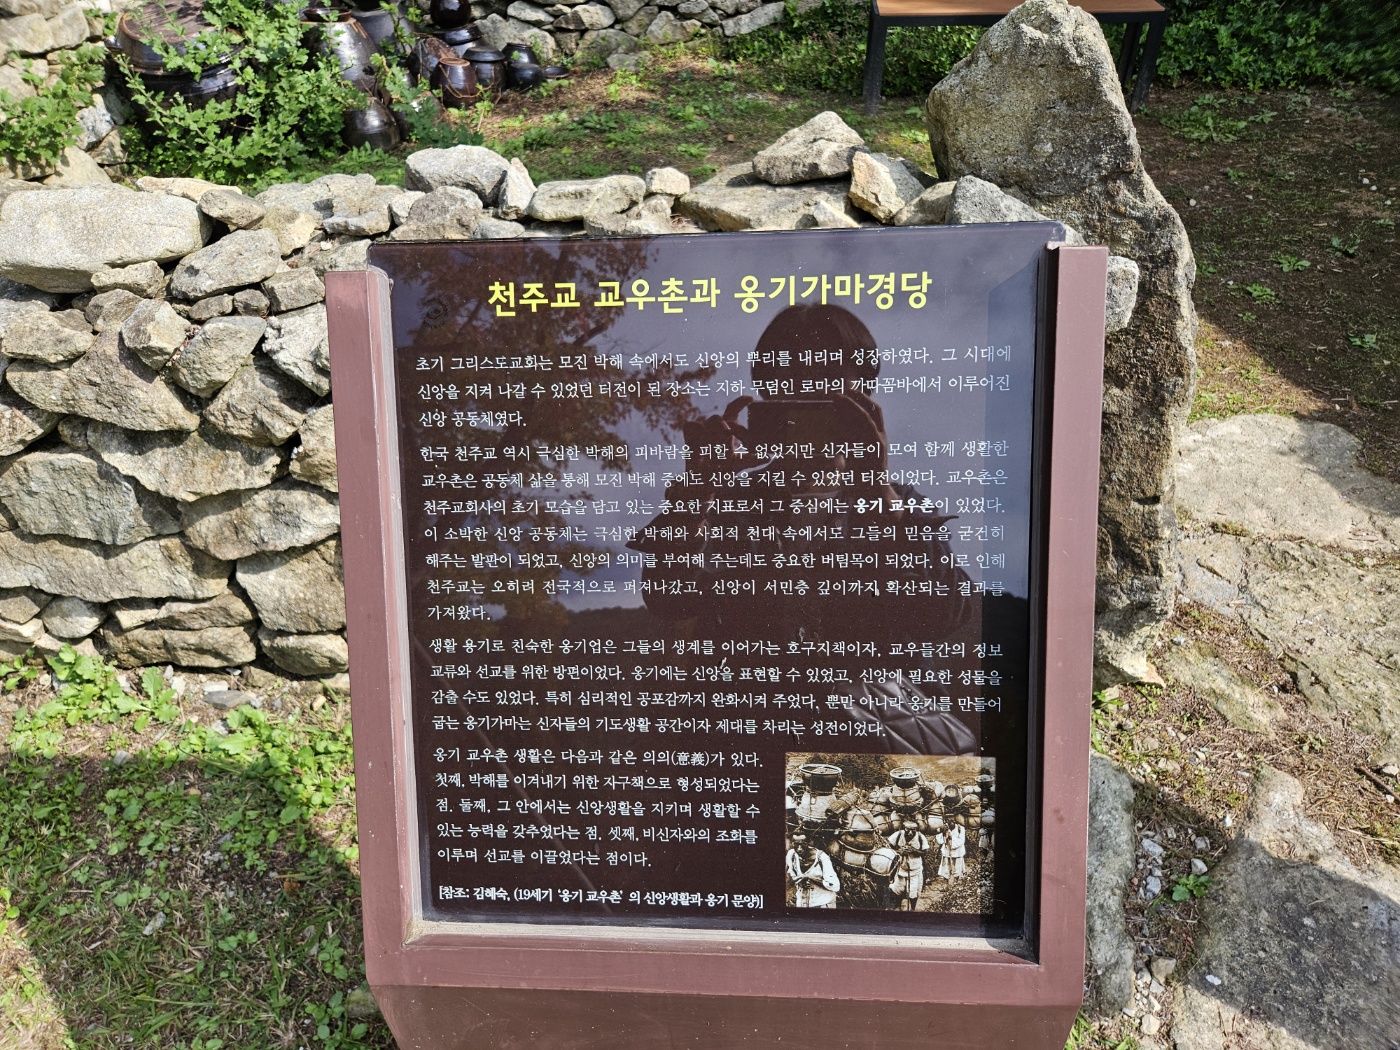 천주교 교우촌과 옹기가마경당
초기 그리스도교회는 모진 박해 속에서도 신앙의 뿌리를 내리며 성장하였다. 그 시대에
신앙을 지켜 나갈 수 있었던 터전이 된 장소는 지하 무덤인 로마의 까따꼼바에서 이루어진
신앙 공동체였다.
한국 천주교 역시 극심한 박해의 피바람을 피할 수 없었지만 신자들이 모여 함께 생활한
교우촌은 공동체 삶을 통해 모진 박해 중에도 신앙을 지킬 수 있었던 터전이었다. 교우촌은
천주교회사의 초기 모습을 담고 있는 중요한 지표로서 그 중심에는 옹기 교우촌이 있었다.
이 소박한 신앙 공동체는 극심한 박해와 사회적 천대 속에서도 그들의 믿음을 굳건히
해주는 발판이 되었고, 신앙의 의미를 부여해 주는데도 중요한 버팀목이 되었다. 이로 인해
천주교는 오히려 전국적으로 퍼져나갔고, 신앙이 서민층 깊이까지 확산되는 결과를
가져왔다.
생활 용기로 친숙한 옹기업은 그들의 생계를 이어가는 호구지책이자, 교우들간의 정보
교류와 선교를 위한 방편이었다. 옹기에는 신앙을 표현할 수 있었고, 신앙에 필요한 성물을
감출 수도 있었다. 특히 심리적인 공포감까지 완화시켜 주었다. 뿐만 아니라 옹기를 만들어
굽는 옹기가마는 신자들의 기도생활 공간이자 제대를 차리는 성전이었다.
옹기 교우촌 생활은 다음과 같은 의의(意義)가 있다.
첫째, 박해를 이겨내기 위한 자구책으로 형성되었다는
점. 둘째, 그 안에서는 신앙생활을 지키며 생활할 수
있는 능력을 갖추었다는 점. 셋째, 비신자와의 조화를
이루며 선교를 이끌었다는 점이다.
[참조: 김혜숙, (19세기 '옹기 교우촌' 의 신앙생활과 옹기 문양)]